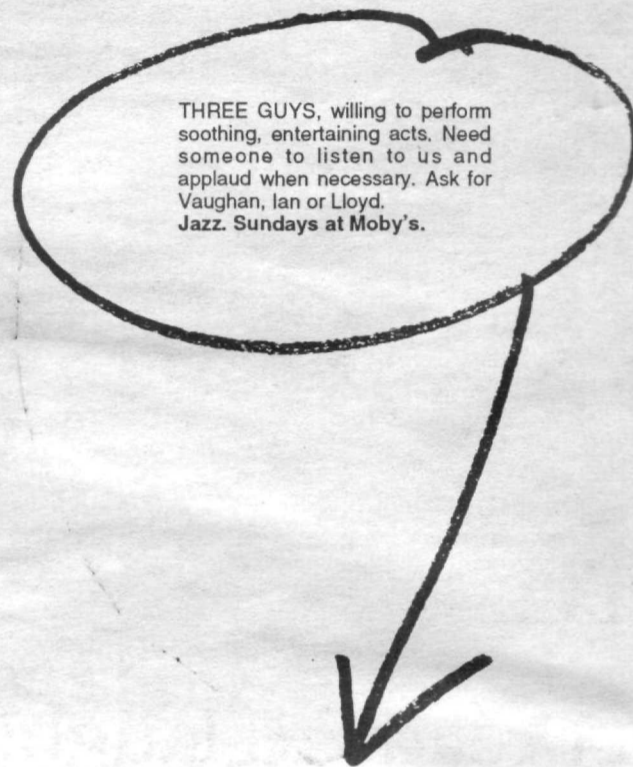 THREE GUYS, willing to perform
soothing, entertaining acts. Need
someone to listen to us and
applaud when necessary. Ask for
Vaughan, Ian or Lloyd.
Jazz. Sundays at Moby's.